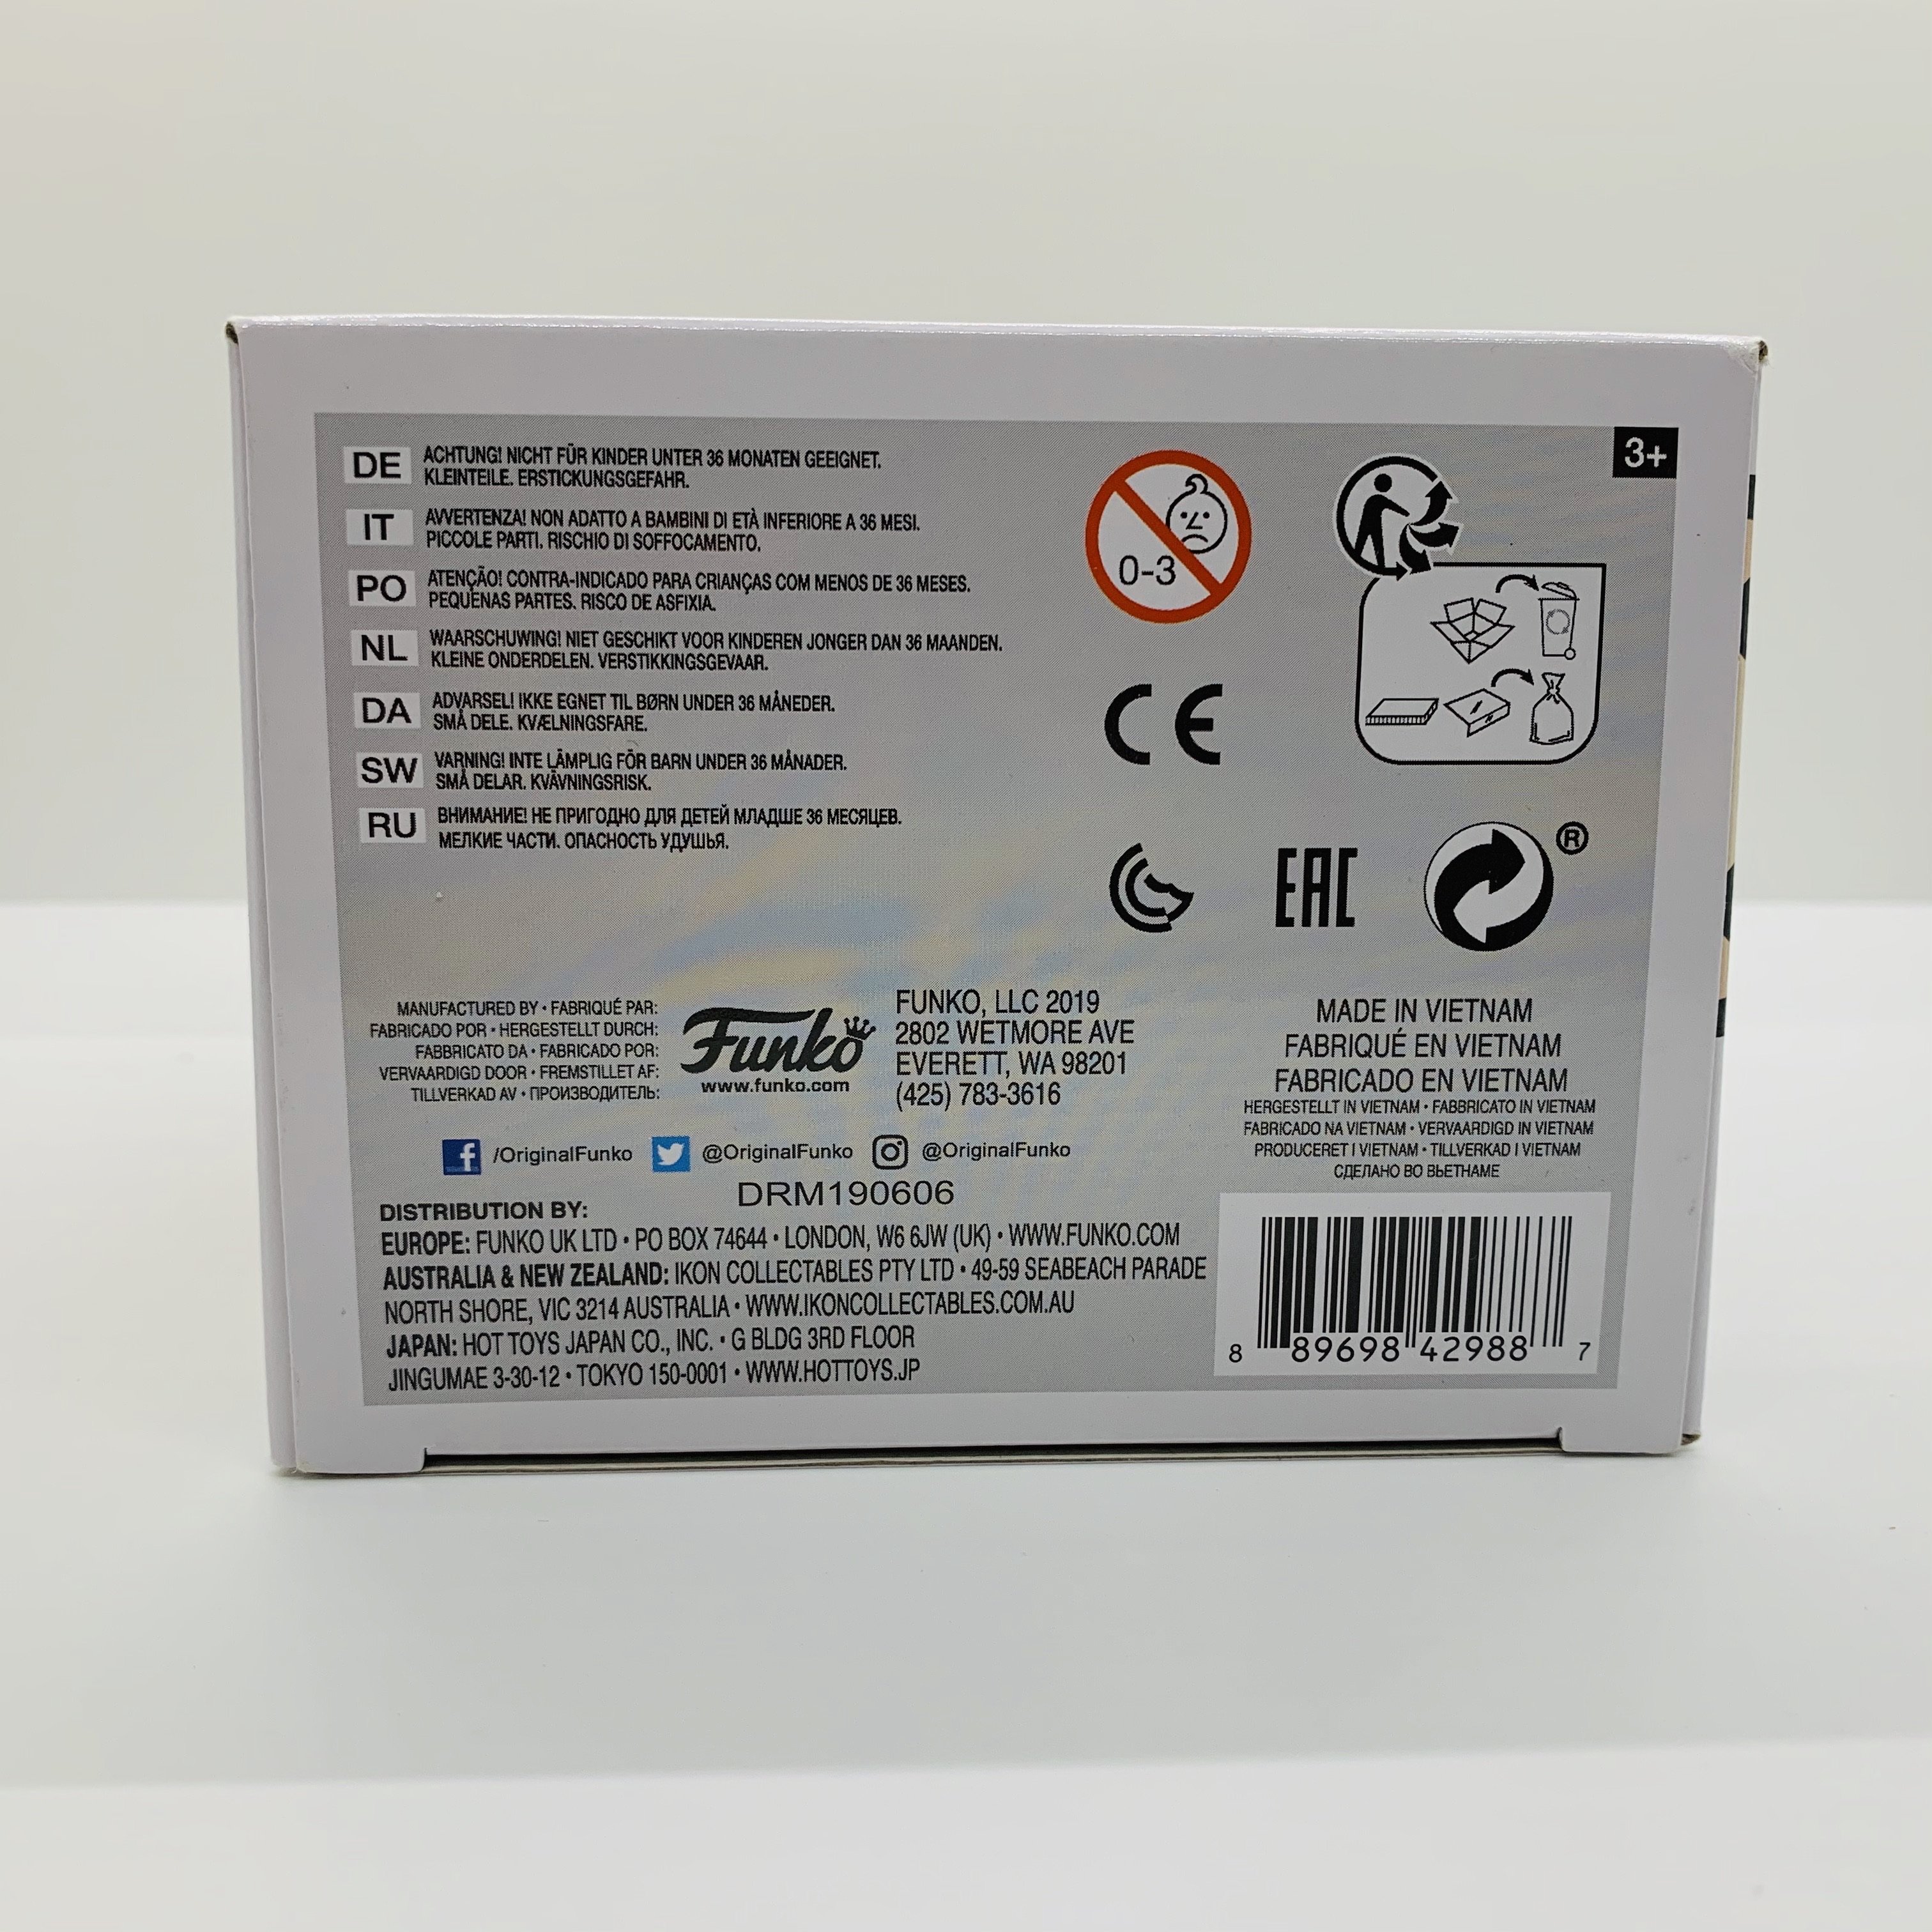 DE ACHTUNG! NICHT FÜR KINDER UNTER 36 MONATEN GEEIGNET.
KLEINTEILE. ERSTICKUNGSGEFAHR.
IT AVVERTENZA! NON ADATTO A BAMBINI DI ETÀ INFERIORE A 36 MESI.
PICCOLE PARTI. RISCHIO DI SOFFOCAMENTO.
PO ATENÇÃO! CONTRA-INDICADO PARA CRIANÇAS COM MENOS DE 36 MESES.
PEQUENAS PARTES. RISCO DE ASFIXIA.
NL WAARSCHUWING! NIET GESCHIKT VOOR KINDEREN JONGER DAN 36 MAANDEN.
KLEINE ONDERDELEN. VERSTIKKINGSGEVAAR.
DA ADVARSEL! IKKE EGNET TIL BØRN UNDER 36 MÅNEDER.
SMÅ DELE. KVÆLNINGSFARE.
SW VARNING! INTE LÄMPLIG FÖR BARN UNDER 36 MÅNADER.
SMÅ DELAR. KVÄVNINGSRISK.
RU ВНИМАНИЕ! НЕ ПРИГОДНО ДЛЯ ДЕТЕЙ МЛАДШЕ 36 МЕСЯЦЕВ.
МЕЛКИЕ ЧАСТИ. ОПАСНОСТЬ УДУШЬЯ.
0-3
3+
CE
EAC
®
MANUFACTURED BY • FABRIQUÉ PAR:
FABRICADO POR • HERGESTELLT DURCH:
FABBRICATO DA • FABRICADO POR:
VERVAARDIGD DOOR • FREMSTILLET AF:
TILLVERKAD AV • ПРОИЗВОДИТЕЛЬ:
Funko
www.funko.com
FUNKO, LLC 2019
2802 WETMORE AVE
EVERETT, WA 98201
(425) 783-3616
MADE IN VIETNAM
FABRIQUÉ EN VIETNAM
FABRICADO EN VIETNAM
HERGESTELLT IN VIETNAM • FABBRICATO IN VIETNAM
FABRICADO NA VIETNAM • VERVAARDIGD IN VIETNAM
PRODUCERET I VIETNAM • TILLVERKAD I VIETNAM
СДЕЛАНО ВО ВЬЕТНАМЕ
f /OriginalFunko @OriginalFunko @OriginalFunko
DRM190606
DISTRIBUTION BY:
EUROPE: FUNKO UK LTD • PO BOX 74644 • LONDON, W6 6JW (UK) • WWW.FUNKO.COM
AUSTRALIA & NEW ZEALAND: IKON COLLECTABLES PTY LTD • 49-59 SEABEACH PARADE
NORTH SHORE, VIC 3214 AUSTRALIA • WWW.IKONCOLLECTABLES.COM.AU
JAPAN: HOT TOYS JAPAN CO., INC. • G BLDG 3RD FLOOR
JINGUMAE 3-30-12 • TOKYO 150-0001 • WWW.HOTTOYS.JP
8 89698 42988 7